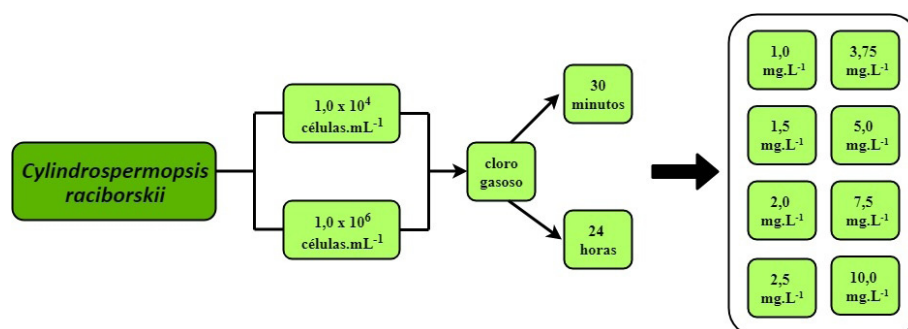 Cylindrospermopsis
raciborskii
1,0 x 10⁴
células.mL⁻¹
1,0 x 10⁶
células.mL⁻¹
cloro
gasoso
30
minutos
24
horas
1,0
mg.L⁻¹
3,75
mg.L⁻¹
1,5
mg.L⁻¹
5,0
mg.L⁻¹
2,0
mg.L⁻¹
7,5
mg.L⁻¹
2,5
mg.L⁻¹
10,0
mg.L⁻¹